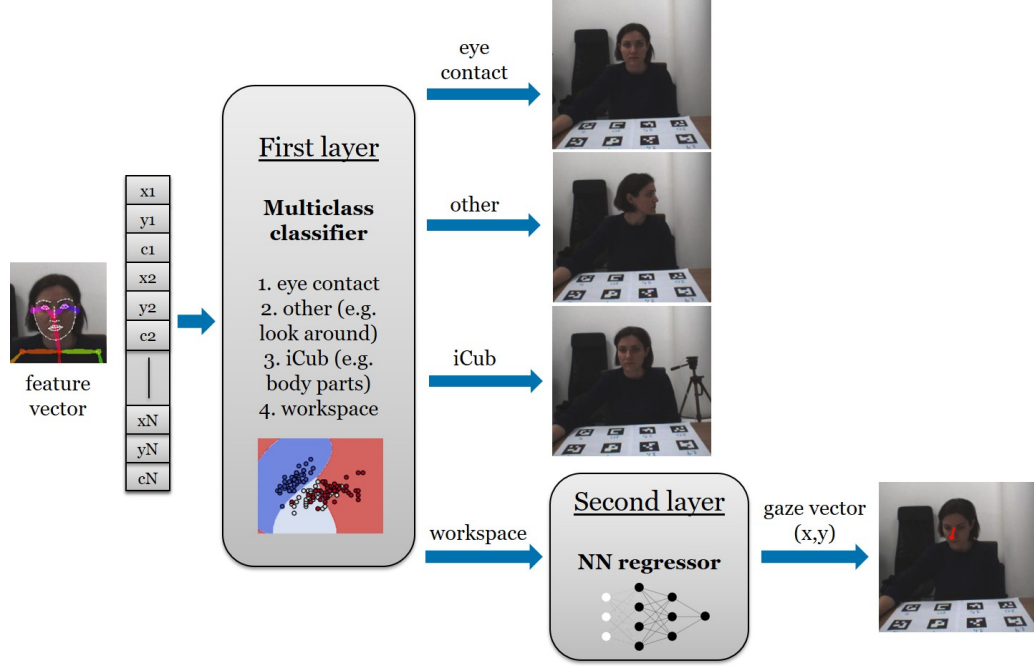 feature
vector
x1
y1
c1
x2
y2
c2
xN
yN
cN
First layer
Multiclass
classifier
1. eye contact
2. other (e.g.
look around)
3. iCub (e.g.
body parts)
4. workspace
eye
contact
other
iCub
workspace
Second layer
NN regressor
gaze vector
(x,y)